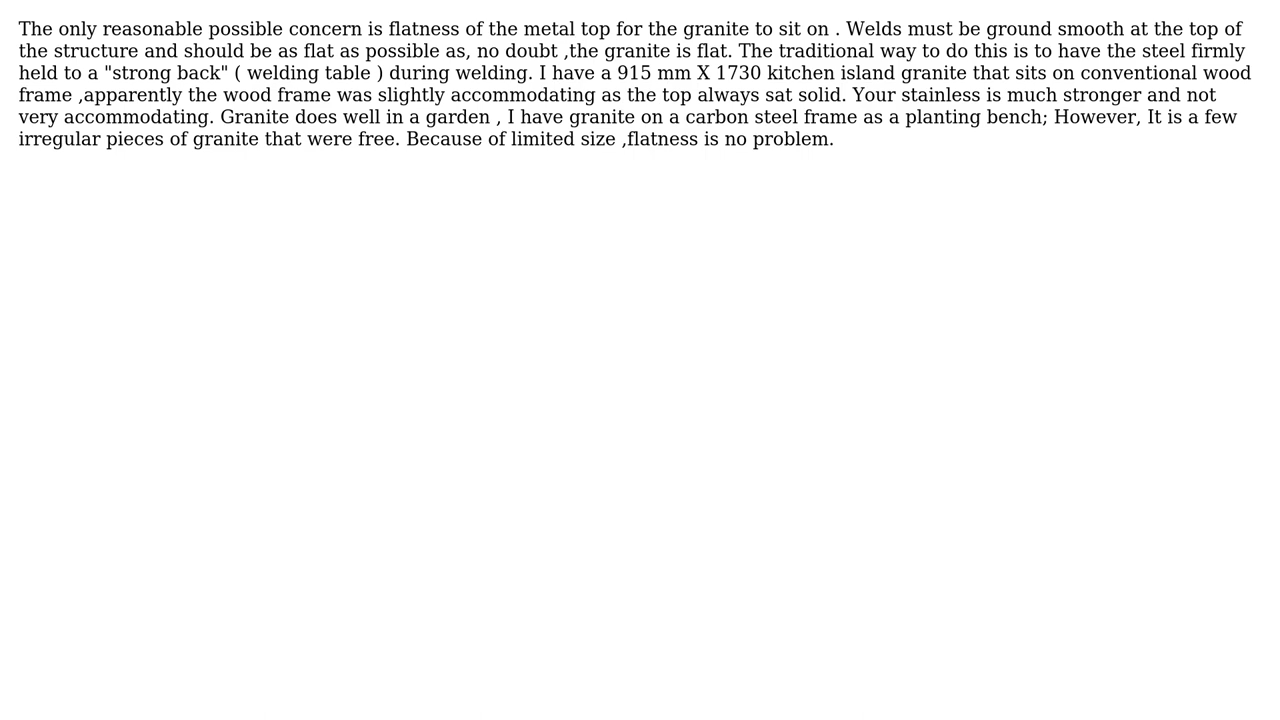 The only reasonable possible concern is flatness of the metal top for the granite to sit on . Welds must be ground smooth at the top of
the structure and should be as flat as possible as, no doubt ,the granite is flat. The traditional way to do this is to have the steel firmly
held to a "strong back" ( welding table ) during welding. I have a 915 mm X 1730 kitchen island granite that sits on conventional wood
frame ,apparently the wood frame was slightly accommodating as the top always sat solid. Your stainless is much stronger and not
very accommodating. Granite does well in a garden , I have granite on a carbon steel frame as a planting bench; However, It is a few
irregular pieces of granite that were free. Because of limited size ,flatness is no problem.